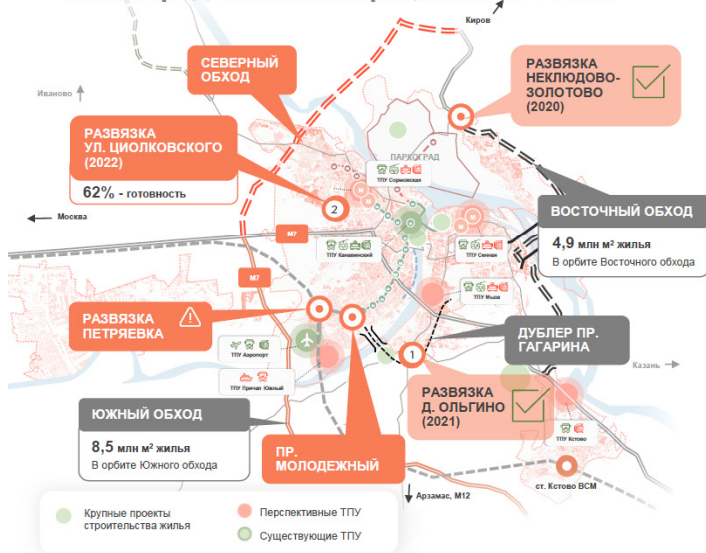 Киров
СЕВЕРНЫЙ
ОБХОД
РАЗВЯЗКА
НЕКЛЮДОВО-
ЗОЛОТОВО
(2020)
Иваново
РАЗВЯЗКА
УЛ. ЦИОЛКОВСКОГО
(2022)
62% - готовность
ПАРКОГРАД
ТПУ Сормовская
М
М
М
М
М
2
Москва
М7
ВОСТОЧНЫЙ ОБХОД
4,9 млн м² жилья
В орбите Восточного обхода
ТПУ Канавинский
ТПУ Сенная
М7
ТПУ Мыза
РАЗВЯЗКА
ПЕТРЯЕВКА
ДУБЛЕР ПР.
ГАГАРИНА
ТПУ Аэропорт
1
Казань
ТПУ Причал Южный
РАЗВЯЗКА
Д. ОЛЬГИНО
(2021)
ЮЖНЫЙ ОБХОД
8,5 млн м² жилья
В орбите Южного обхода
ПР.
МОЛОДЕЖНЫЙ
ТПУ Кстово
ст. Кстово ВСМ
Арзамас, М12
Крупные проекты
строительства жилья
Перспективные ТПУ
Существующие ТПУ